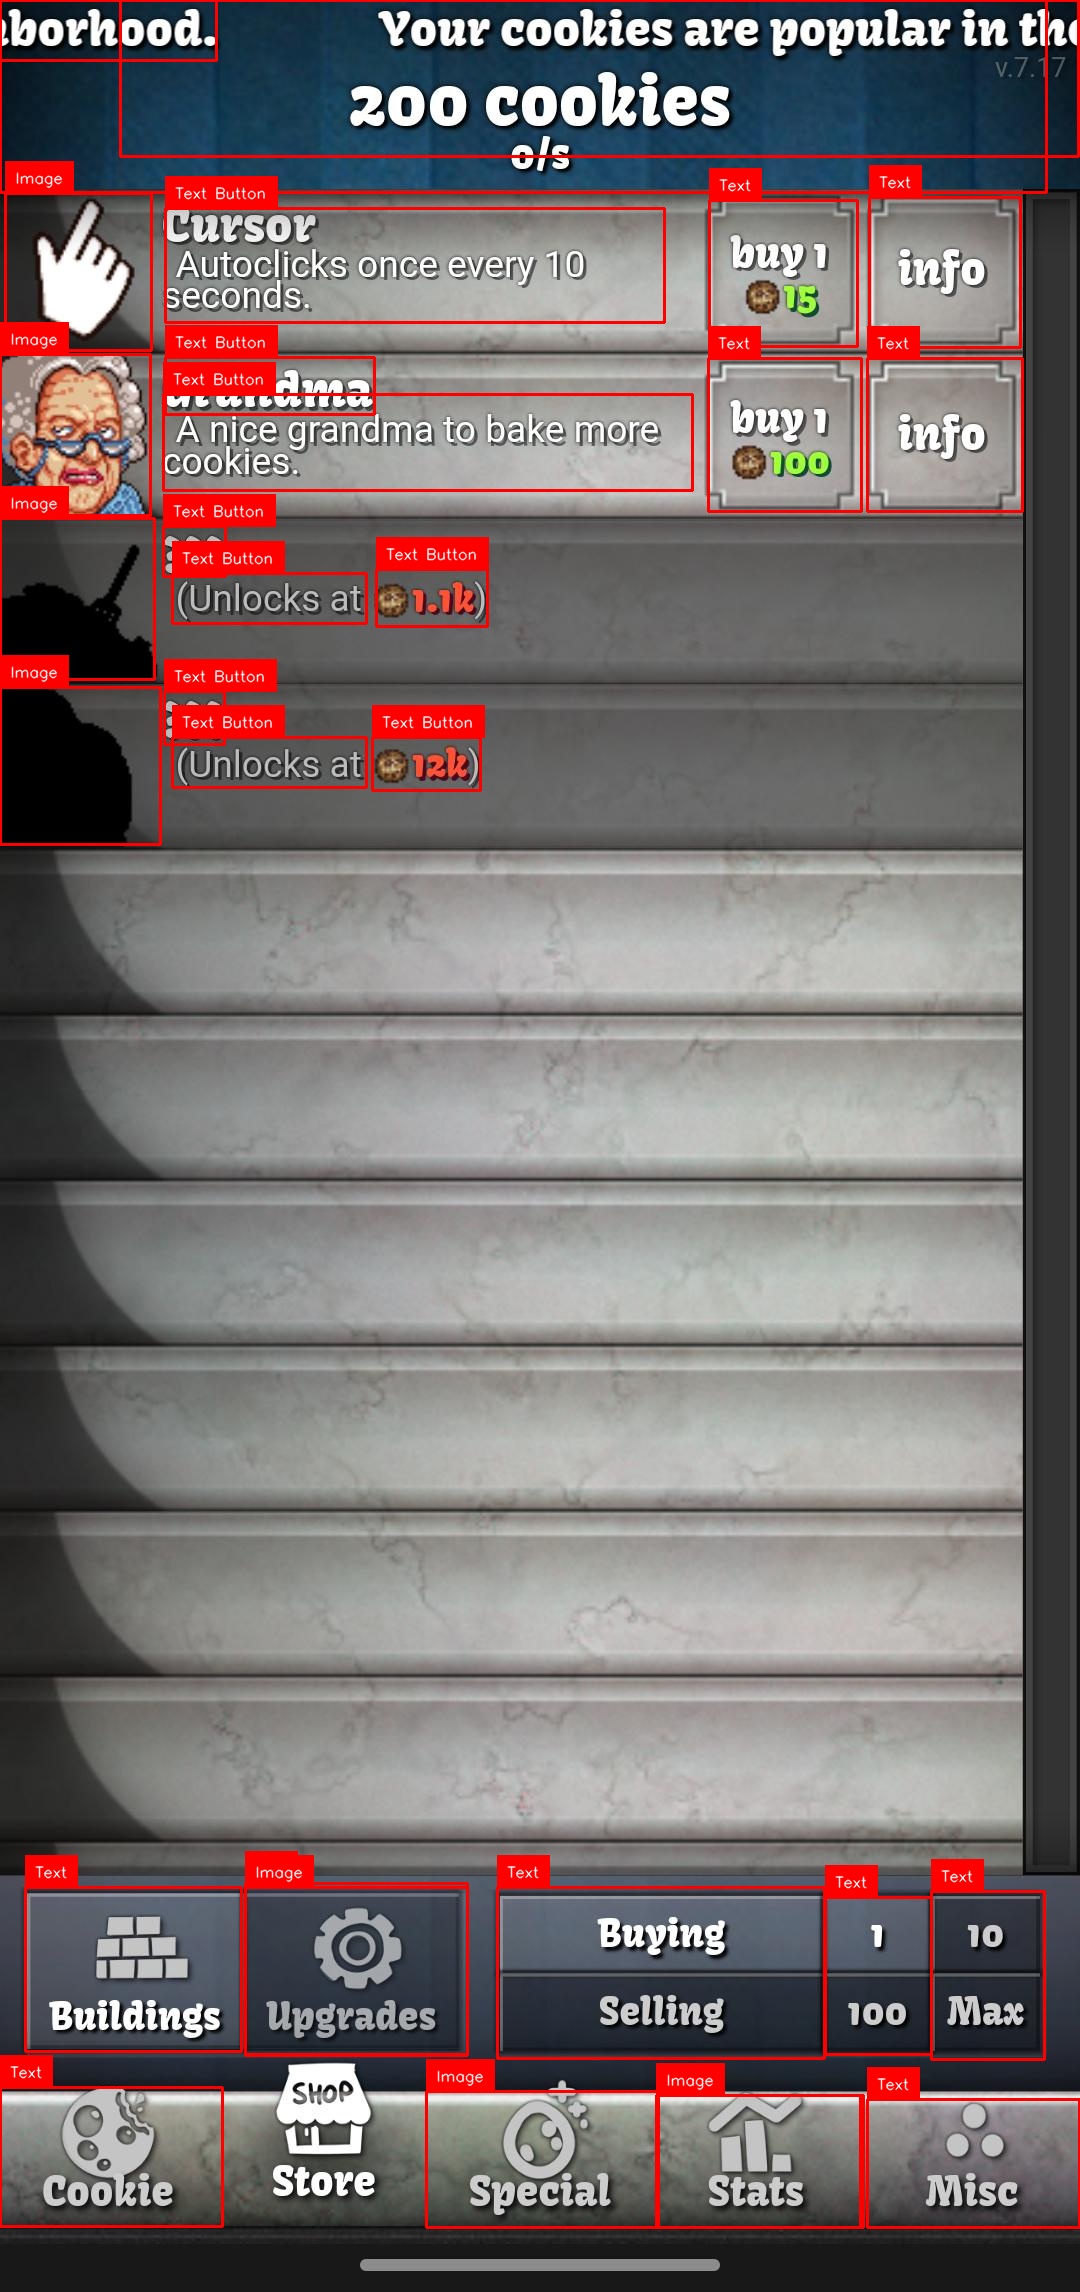 borhood. Your cookies are popular in the
v.7.17
200 cookies
0/s
Image
Text Button
Text
Text
Cursor
Autoclicks once every 10
seconds.
buy 1
15
info
Image
Text Button
Text
Text
Text Button
Grandma
A nice grandma to bake more
cookies.
buy 1
100
info
Image
Text Button
???
Text Button
Text Button
(Unlocks at 1.1k)
Image
Text Button
???
Text Button
Text Button
(Unlocks at 12k)
Text
Image
Text
Text
Text
Buildings
Upgrades
Buying
1
10
Selling
100
Max
Text
Image
Image
Text
SHOP
Cookie
Store
Special
Stats
Misc